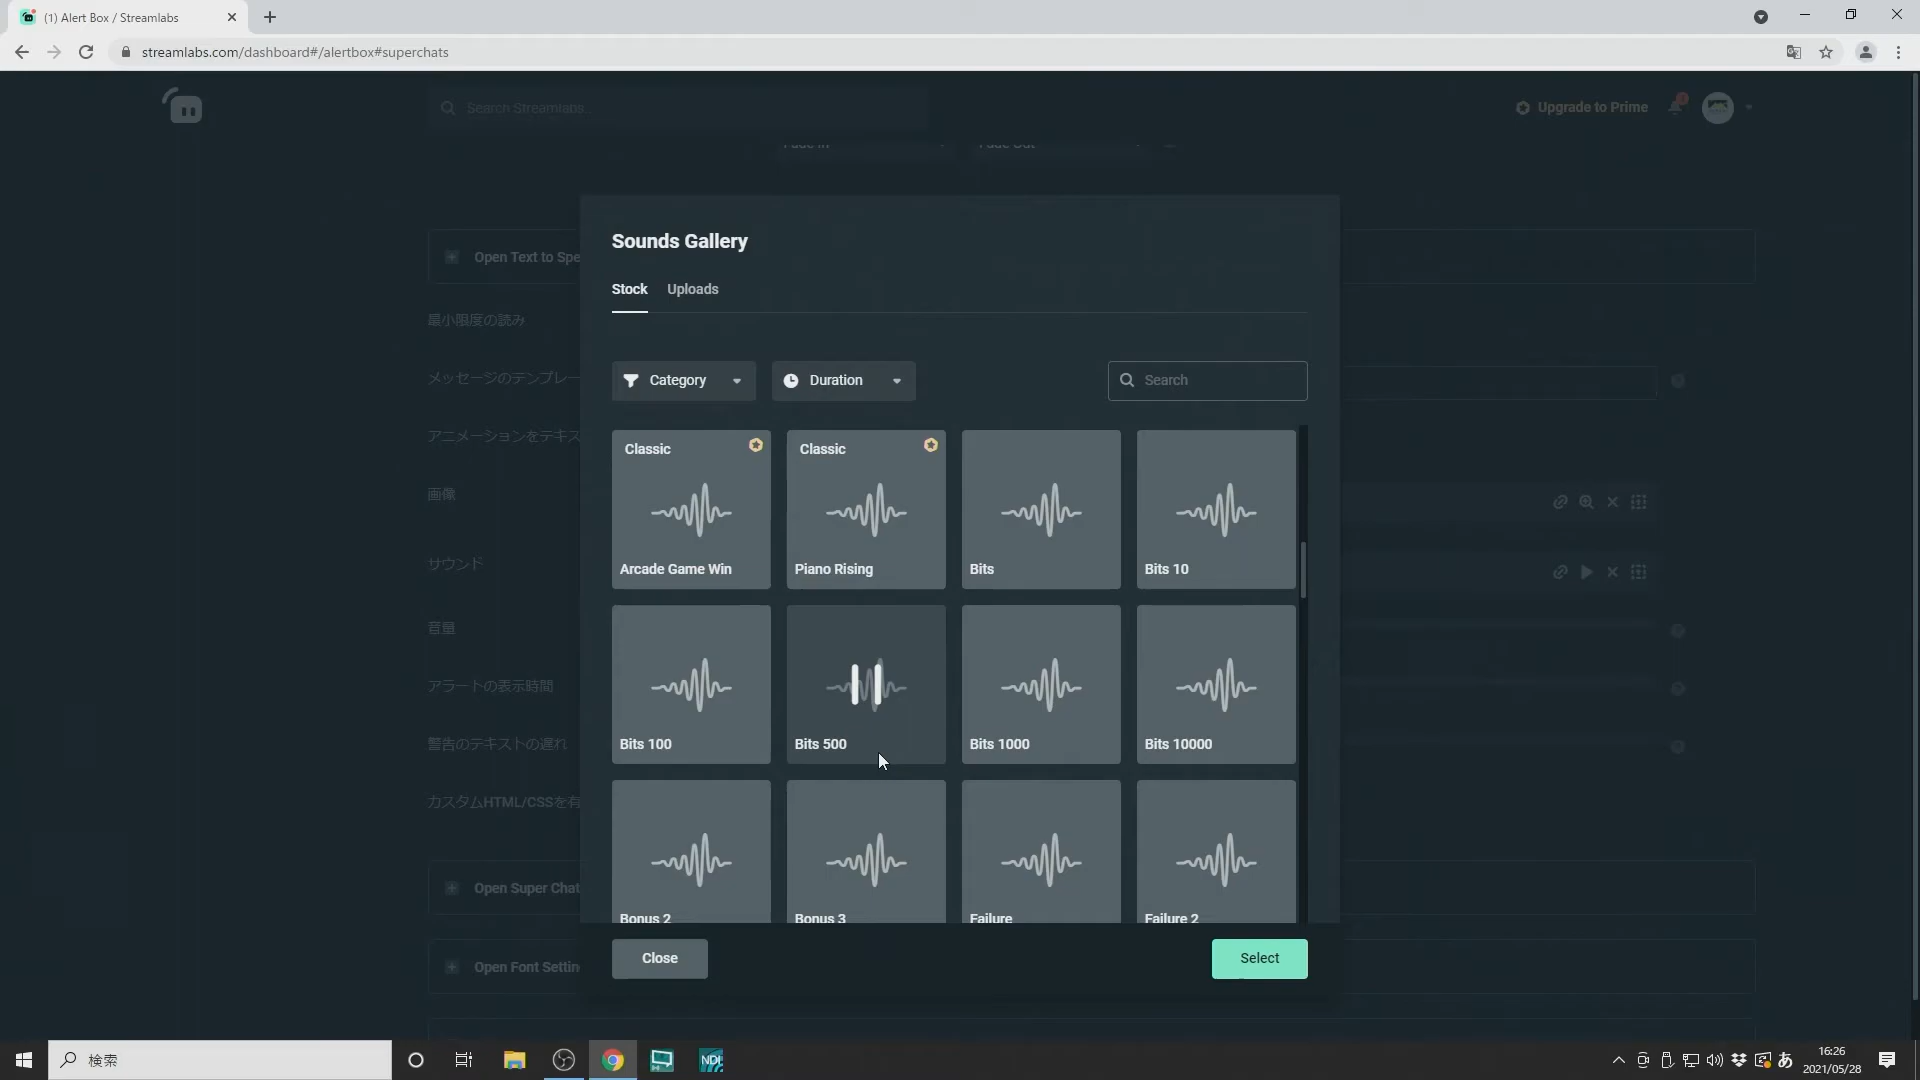 (1) Alert Box / Streamlabs
streamlabs.com/dashboard#/alertbox#superchats
Search Streamlabs...
Upgrade to Prime
Fade In
Fade Out
Sounds Gallery
Open Text to Spe
Stock
Uploads
最小限度の読み
メッセージのテンプレー
Category
Duration
Search
アニメーションをテキス
Classic
Classic
画像
サウンド
Arcade Game Win
Piano Rising
Bits
Bits 10
音量
アラートの表示時間
警告のテキストの遅れ
Bits 100
Bits 500
Bits 1000
Bits 10000
カスタムHTML/CSSを有
Open Super Chat
Bonus 2
Bonus 3
Failure
Failure 2
Close
Select
Open Font Settin
検索
NDI
あ
16:26
2021/05/28